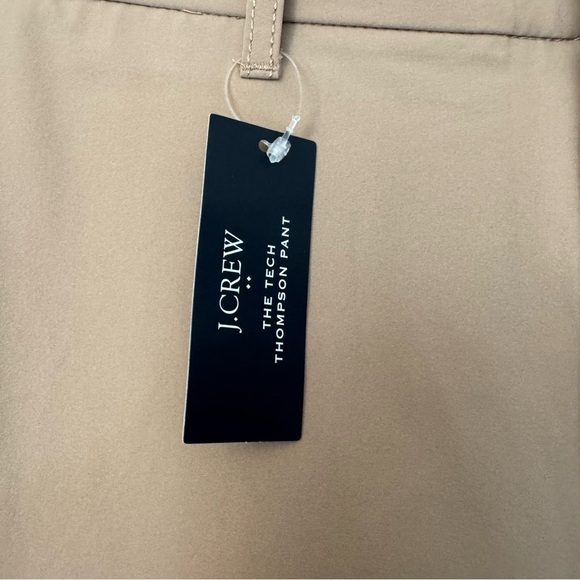 J.CREW
THE TECH
THOMPSON PANT